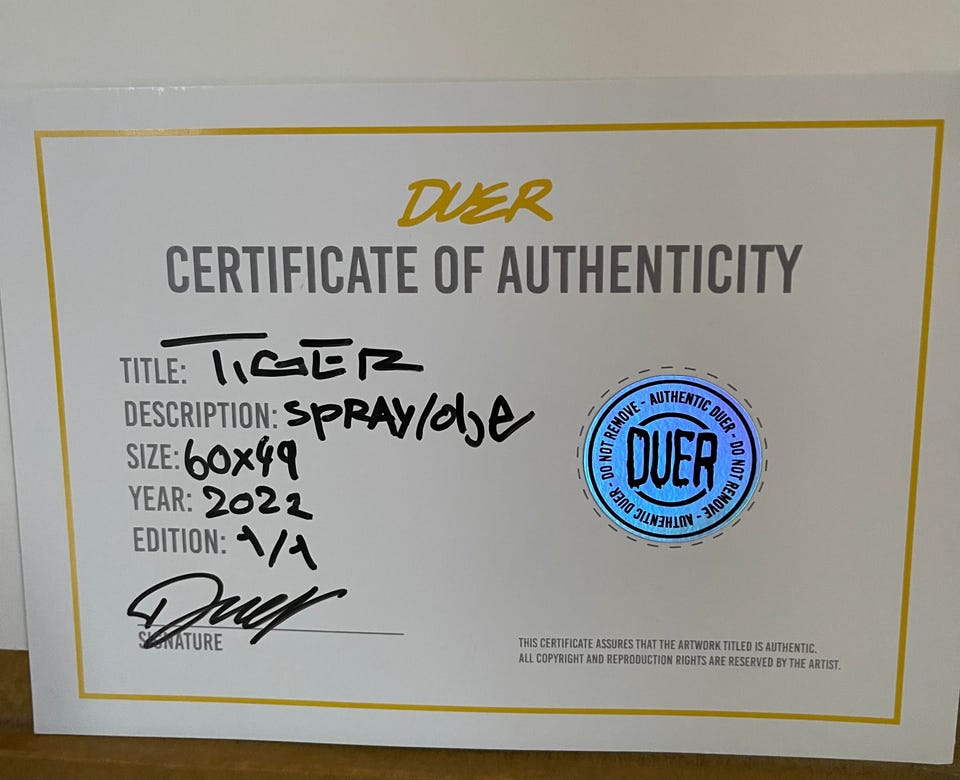 DUER
CERTIFICATE OF AUTHENTICITY
TITLE: TIGER
DESCRIPTION: SPRAY/olje
SIZE: 60x49
YEAR: 2022
EDITION: 1/1
Duer
SIGNATURE
AUTHENTIC DUER - DO NOT REMOVE - AUTHENTIC DUER - DO NOT REMOVE -
DUER
THIS CERTIFICATE ASSURES THAT THE ARTWORK TITLED IS AUTHENTIC.
ALL COPYRIGHT AND REPRODUCTION RIGHTS ARE RESERVED BY THE ARTIST.